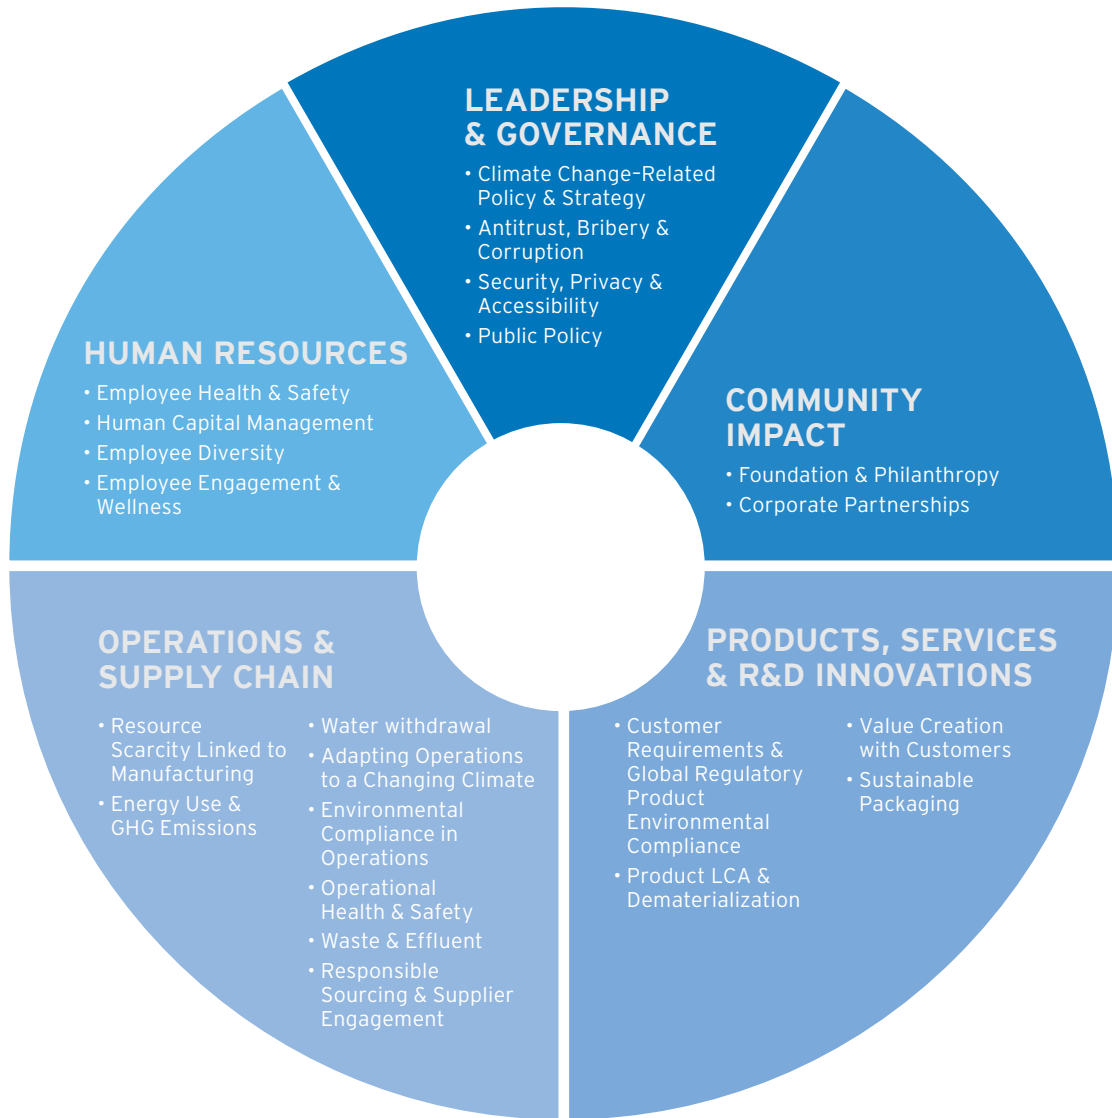 LEADERSHIP
& GOVERNANCE
• Climate Change–Related
Policy & Strategy
• Antitrust, Bribery &
Corruption
• Security, Privacy &
Accessibility
• Public Policy
HUMAN RESOURCES
• Employee Health & Safety
• Human Capital Management
• Employee Diversity
• Employee Engagement &
Wellness
COMMUNITY
IMPACT
• Foundation & Philanthropy
• Corporate Partnerships
OPERATIONS &
SUPPLY CHAIN
• Resource
Scarcity Linked to
Manufacturing
• Energy Use &
GHG Emissions
• Water withdrawal
• Adapting Operations
to a Changing Climate
• Environmental
Compliance in
Operations
• Operational
Health & Safety
• Waste & Effluent
• Responsible
Sourcing & Supplier
Engagement
PRODUCTS, SERVICES
& R&D INNOVATIONS
• Customer
Requirements &
Global Regulatory
Product
Environmental
Compliance
• Product LCA &
Dematerialization
• Value Creation
with Customers
• Sustainable
Packaging